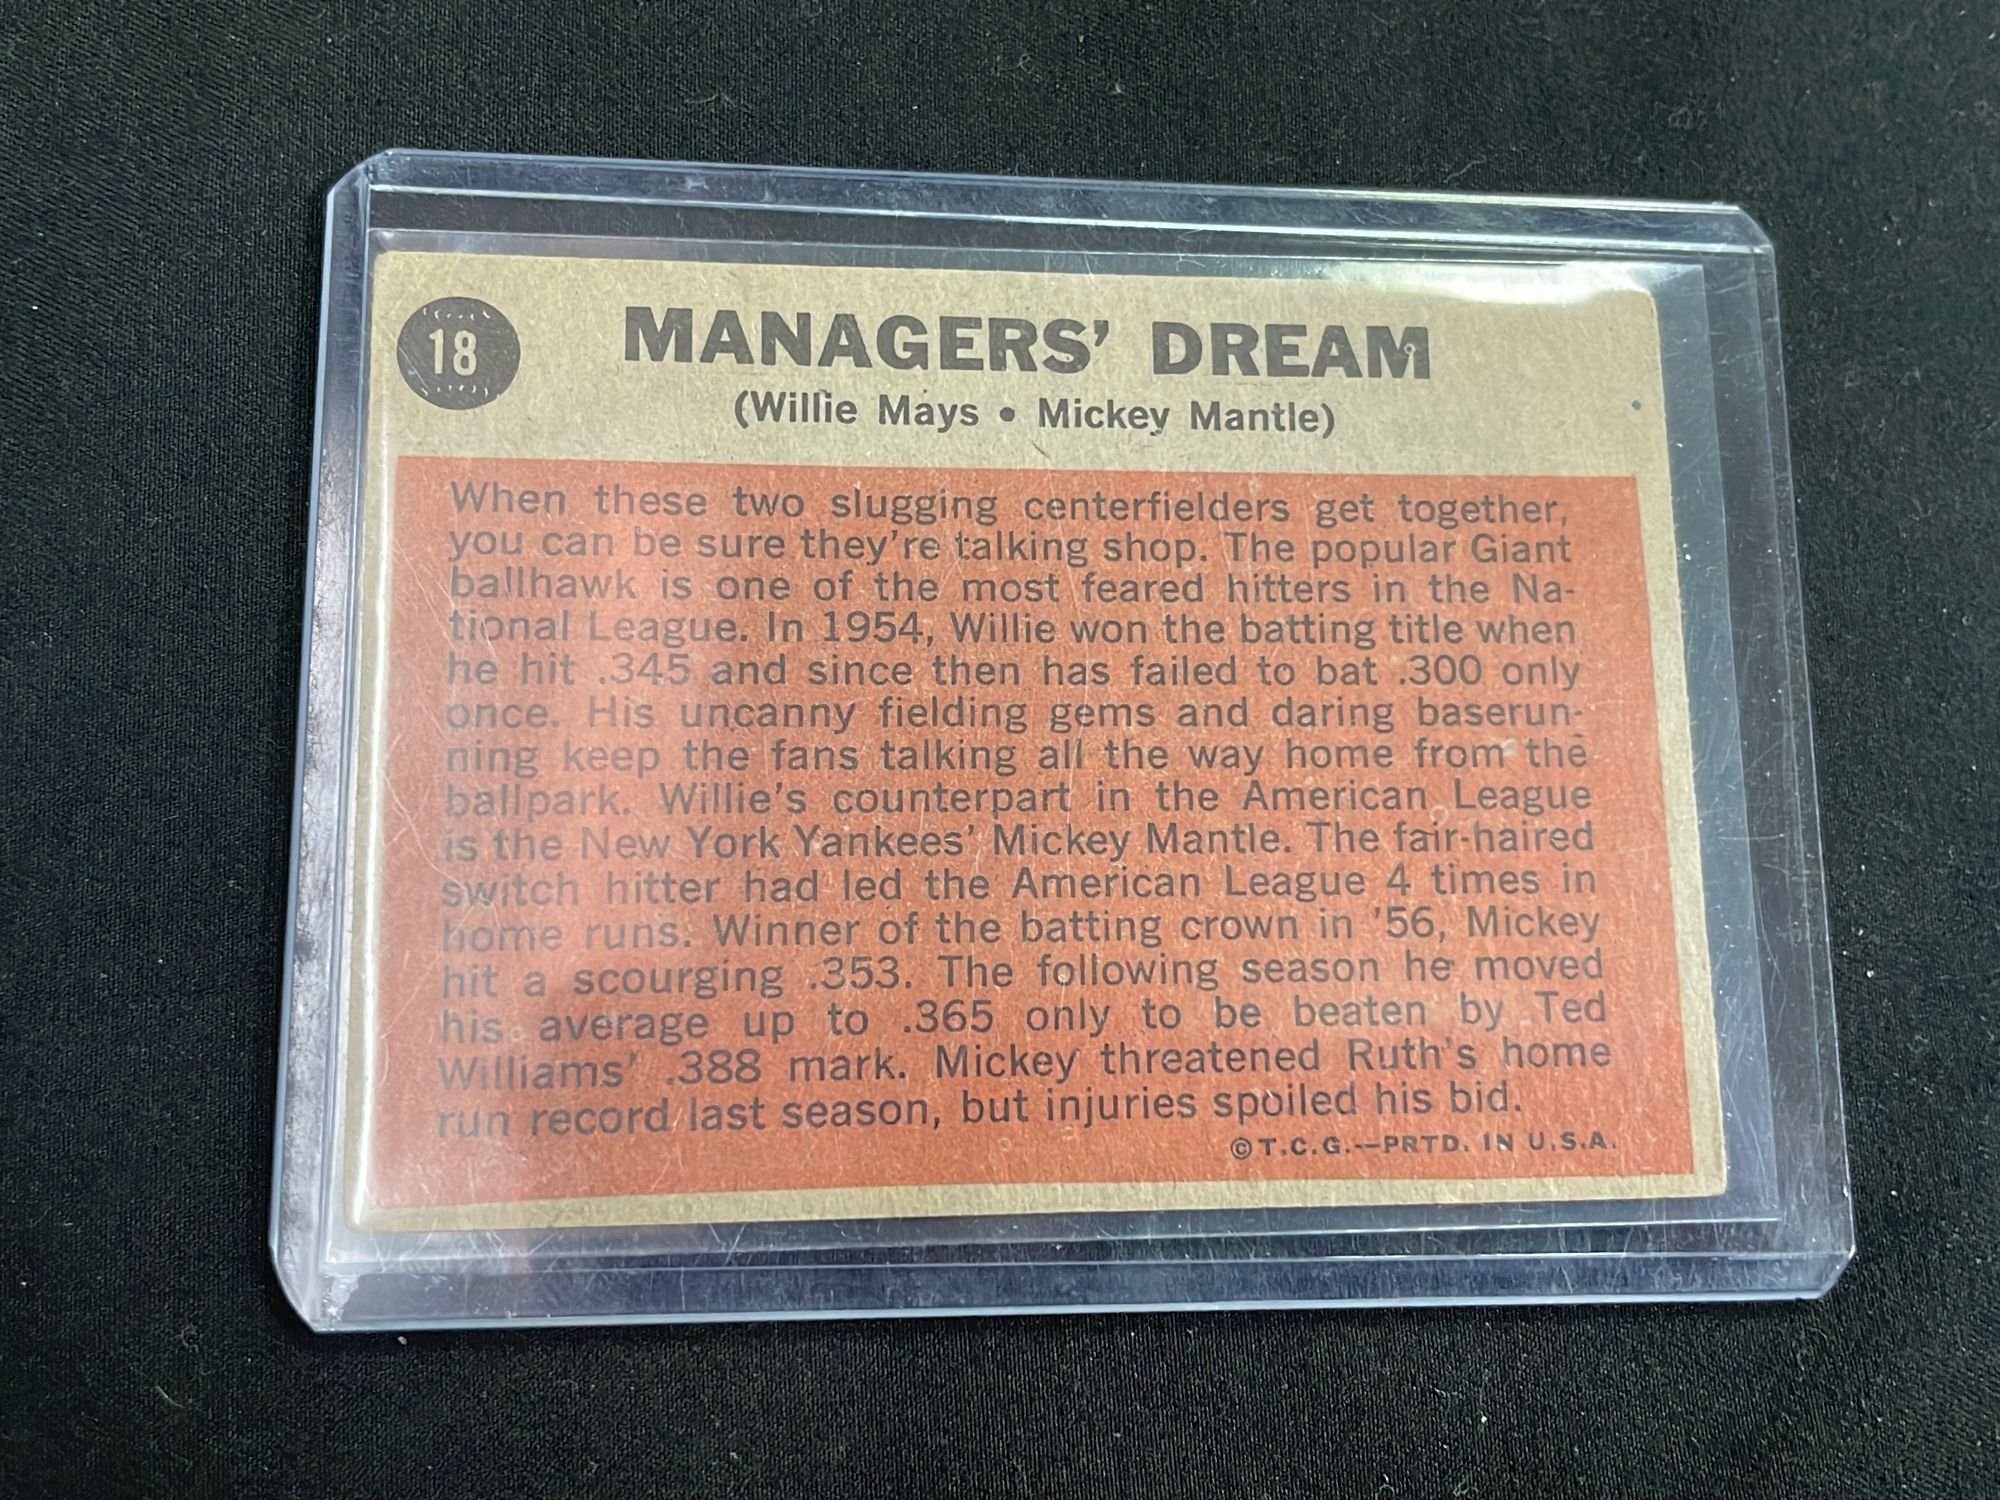 18
MANAGERS' DREAM
(Willie Mays • Mickey Mantle)
When these two slugging centerfielders get together,
you can be sure they're talking shop. The popular Giant
ballhawk is one of the most feared hitters in the Na-
tional League. In 1954, Willie won the batting title when
he hit .345 and since then has failed to bat .300 only
once. His uncanny fielding gems and daring baserun-
ning keep the fans talking all the way home from the
ballpark. Willie's counterpart in the American League
is the New York Yankees' Mickey Mantle. The fair-haired
switch hitter had led the American League 4 times in
home runs. Winner of the batting crown in '56, Mickey
hit a scourging .353. The following season he moved
his average up to .365 only to be beaten by Ted
Williams' .388 mark. Mickey threatened Ruth's home
run record last season, but injuries spoiled his bid.
©T.C.G.--PRTD. IN U.S.A.